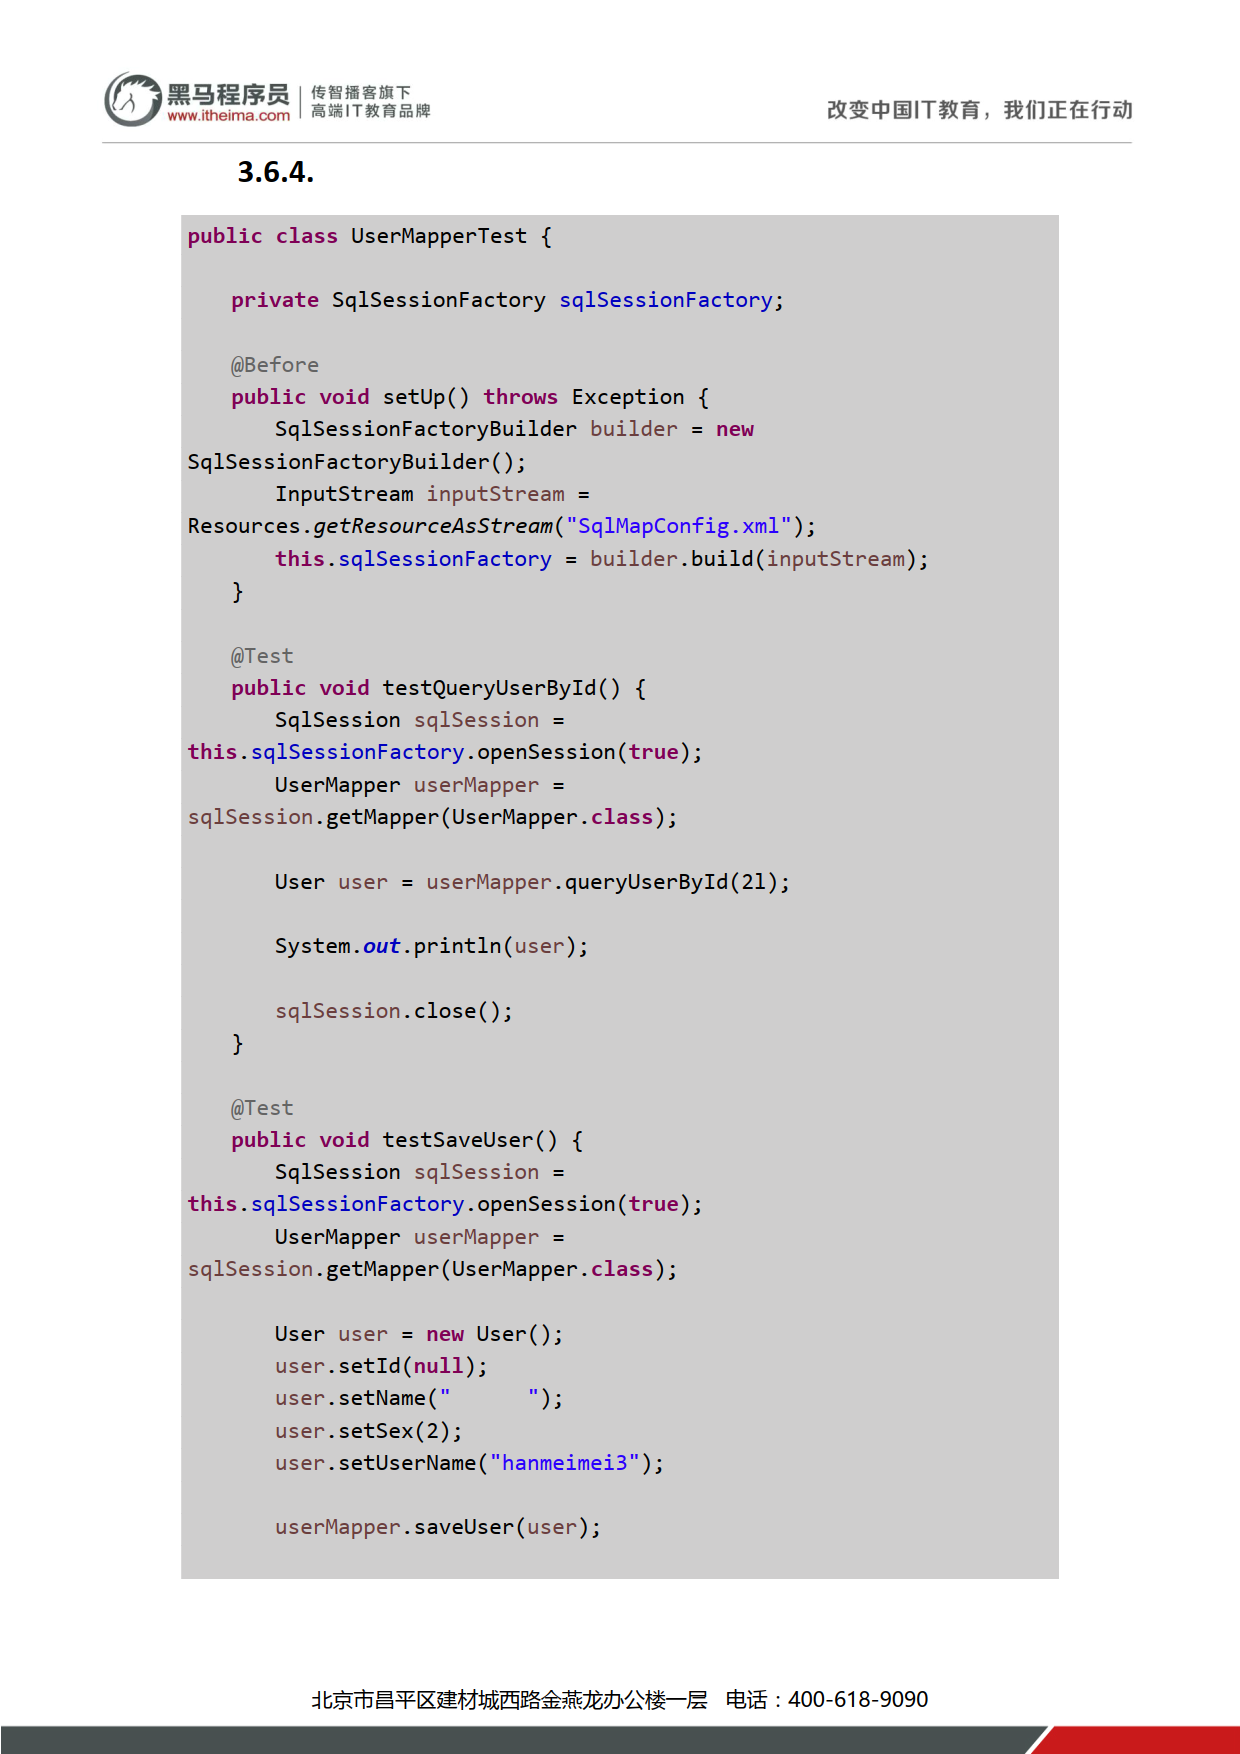 黑马程序员
www.itheima.com
传智播客旗下
高端IT教育品牌
改变中国IT教育，我们正在行动
3.6.4.
public class UserMapperTest {
private SqlSessionFactory sqlSessionFactory;
@Before
public void setUp() throws Exception {
SqlSessionFactoryBuilder builder = new
SqlSessionFactoryBuilder();
InputStream inputStream =
Resources.getResourceAsStream("SqlMapConfig.xml");
this.sqlSessionFactory = builder.build(inputStream);
}
@Test
public void testQueryUserById() {
SqlSession sqlSession =
this.sqlSessionFactory.openSession(true);
UserMapper userMapper =
sqlSession.getMapper(UserMapper.class);
User user = userMapper.queryUserById(2l);
System.out.println(user);
sqlSession.close();
}
@Test
public void testSaveUser() {
SqlSession sqlSession =
this.sqlSessionFactory.openSession(true);
UserMapper userMapper =
sqlSession.getMapper(UserMapper.class);
User user = new User();
user.setId(null);
user.setName("      ");
user.setSex(2);
user.setUserName("hanmeimei3");
userMapper.saveUser(user);
北京市昌平区建材城西路金燕龙办公楼一层   电话：400-618-9090